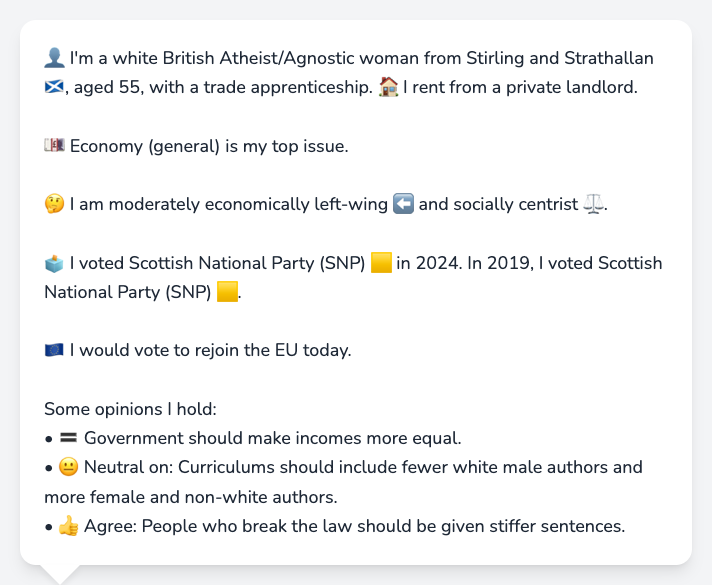 👤 I'm a white British Atheist/Agnostic woman from Stirling and Strathallan
🏴󠁧󠁢󠁳󠁣󠁴󠁿, aged 55, with a trade apprenticeship. 🏠 I rent from a private landlord.
💷 Economy (general) is my top issue.
🤔 I am moderately economically left-wing ⬅️ and socially centrist ⚖️.
🗳️ I voted Scottish National Party (SNP) 🟨 in 2024. In 2019, I voted Scottish
National Party (SNP) 🟨.
🇪🇺 I would vote to rejoin the EU today.
Some opinions I hold:
• 🟰 Government should make incomes more equal.
• 😐 Neutral on: Curriculums should include fewer white male authors and
more female and non-white authors.
• 👍 Agree: People who break the law should be given stiffer sentences.